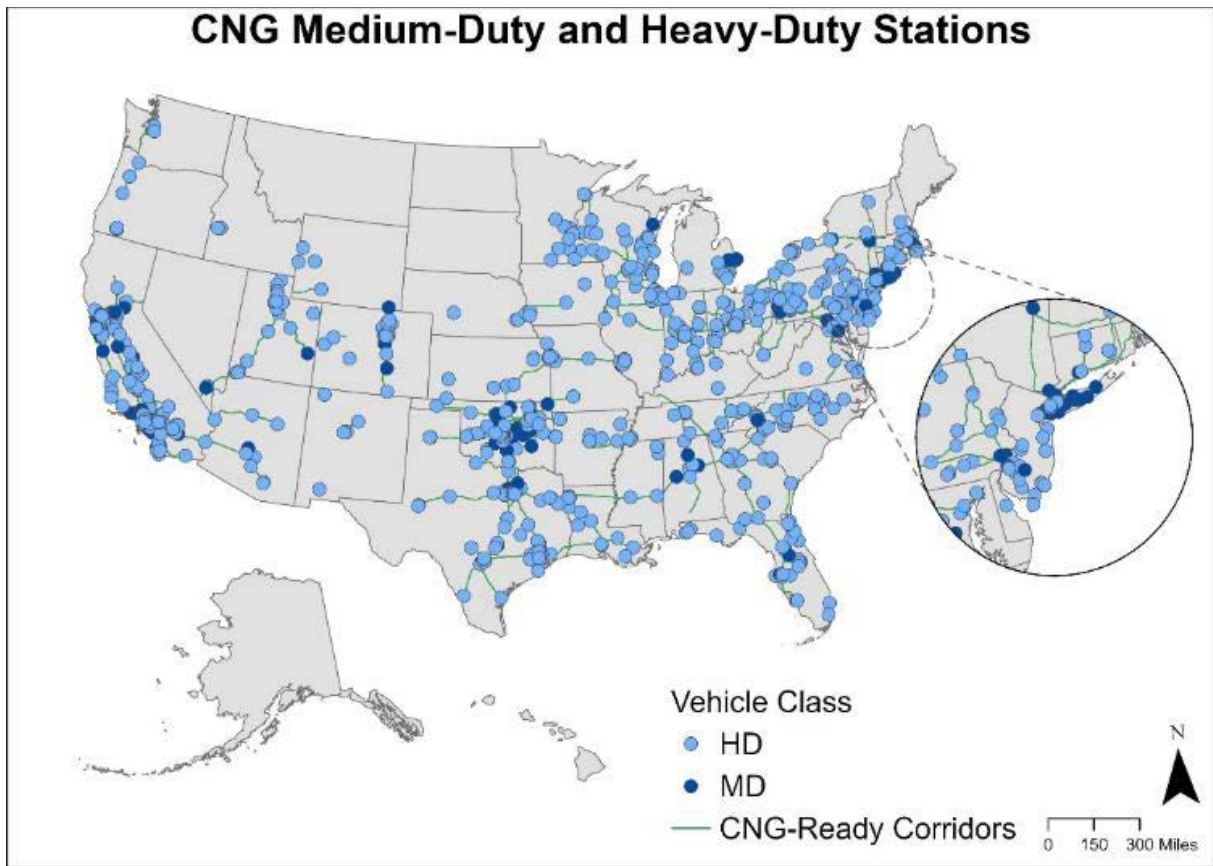 CNG Medium-Duty and Heavy-Duty Stations
Vehicle Class
HD
MD
CNG-Ready Corridors
N
0 150 300 Miles